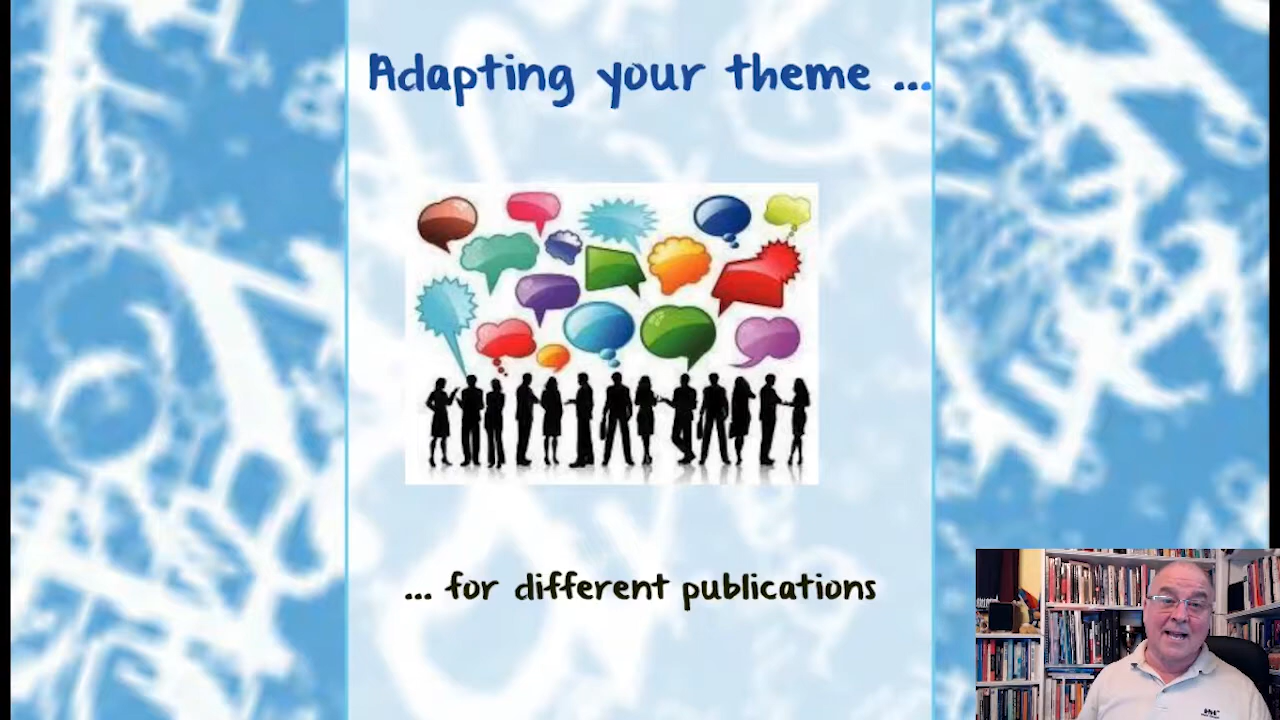 Adapting your theme ...
... for different publications